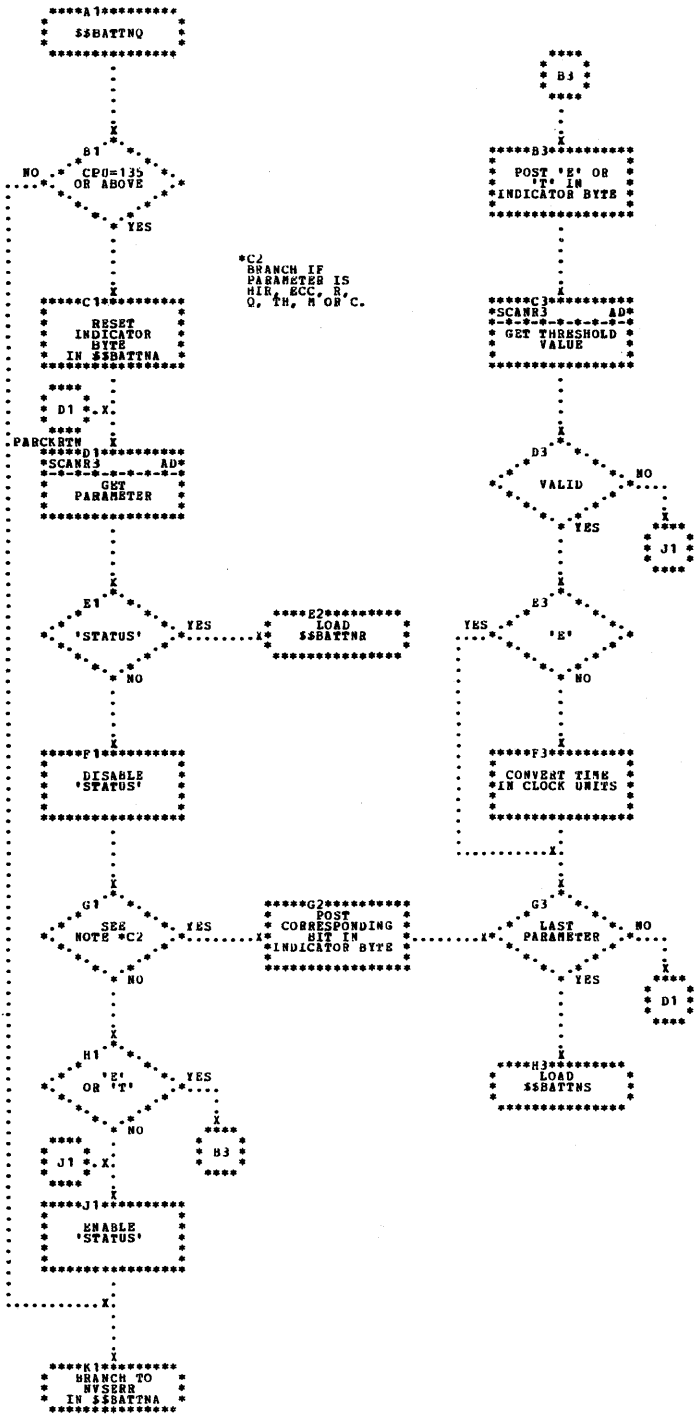 A1
$$BATTNQ
B1
NO
CPU=135
OR ABOVE
YES
*C2
BRANCH IF
PARAMETER IS
HIR, ECC, R,
Q, TH, M OR C.
C1
RESET
INDICATOR
BYTE
IN $$BATTNA
D1
PARCKRTN
D1
*SCANR3 AD*
GET
PARAMETER
E1
'STATUS'
YES
NO
E2
LOAD
$$BATTNR
F1
DISABLE
'STATUS'
G1
SEE
NOTE *C2
YES
NO
G2
POST
CORRESPONDING
BIT IN
INDICATOR BYTE
H1
'E'
OR 'T'
YES
NO
B3
J1
J1
ENABLE
'STATUS'
K1
BRANCH TO
NVSERR
IN $$BATTNA
B3
B3
POST 'E' OR
'T' IN
INDICATOR BYTE
C3
*SCANR3 AD*
GET THRESHOLD
VALUE
D3
VALID
NO
YES
J1
E3
YES
'E'
NO
F3
CONVERT TIME
IN CLOCK UNITS
G3
LAST
PARAMETER
NO
YES
D1
H3
LOAD
$$BATTNS